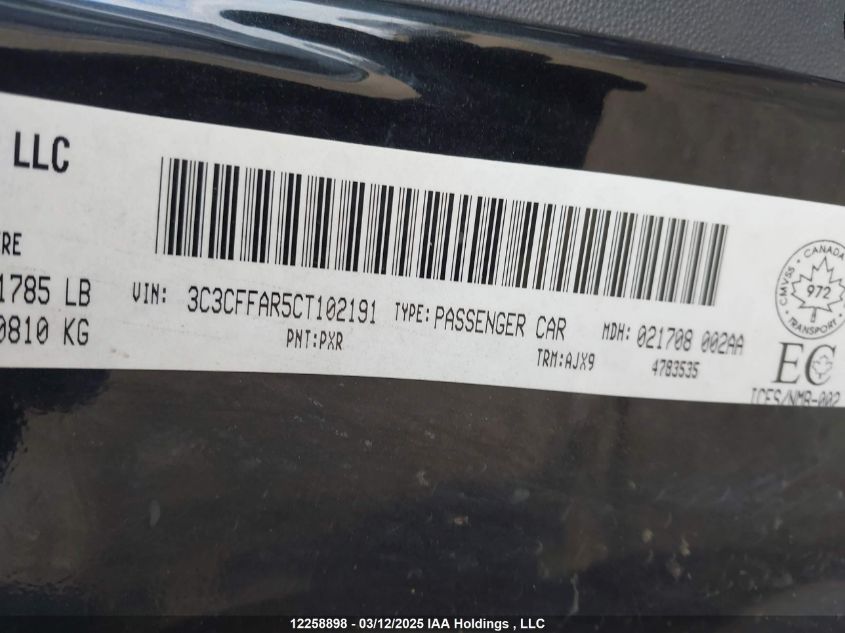 LLC
1785 LB
0810 KG
VIN: 3C3CFFAR5CT102191 TYPE: PASSENGER CAR MDH: 021708 002AA
PNT:PXR TRM:AJX9 4783535
CMVSS · CANADA
972
TRANSPORT
EC
ICES/NMB-002
12258898 - 03/12/2025 IAA Holdings , LLC